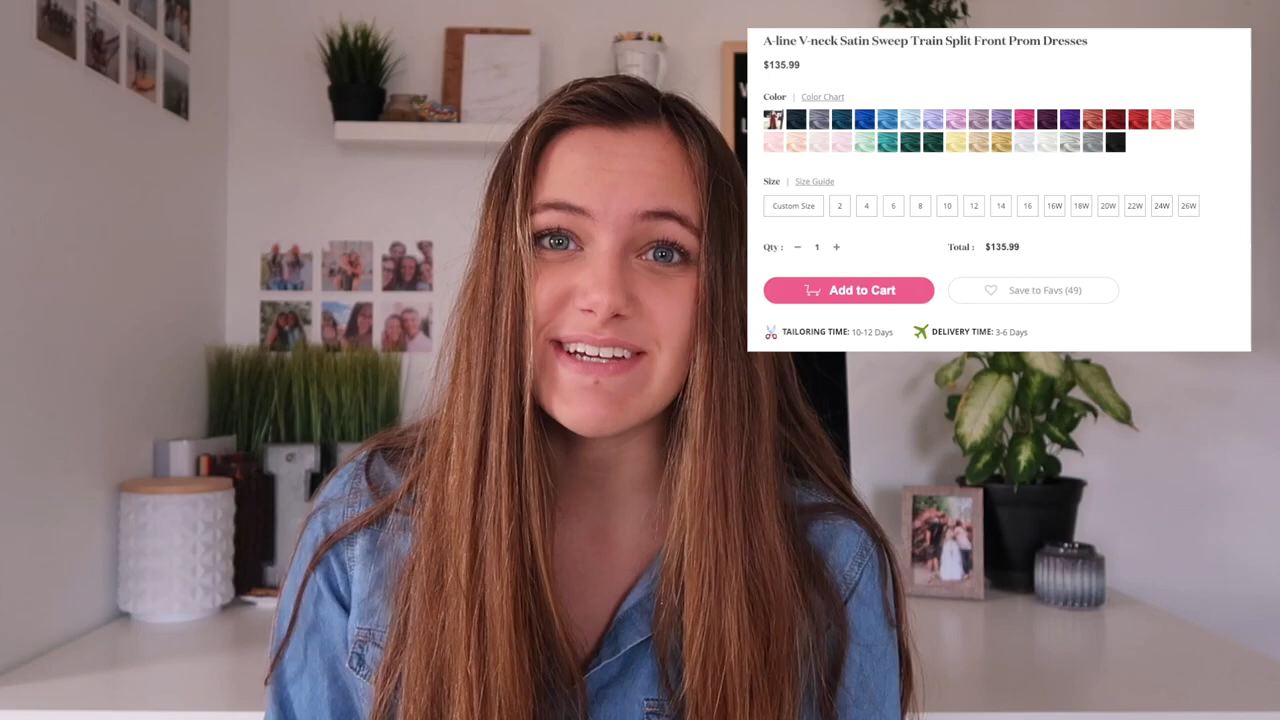 A-line V-neck Satin Sweep Train Split Front Prom Dresses
$135.99
Color | Color Chart
Size | Size Guide
Custom Size 2 4 6 8 10 12 14 16 16W 18W 20W 22W 24W 26W
Qty : − 1 + Total : $135.99
Add to Cart Save to Favs (49)
TAILORING TIME: 10-12 Days DELIVERY TIME: 3-6 Days